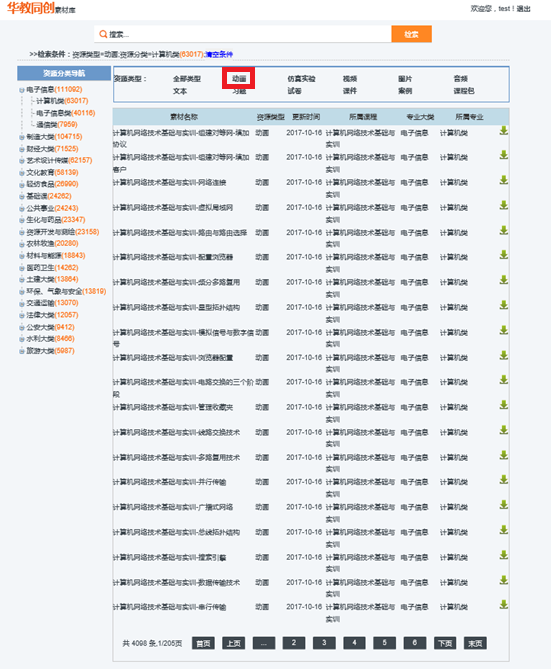 华教同创素材库
欢迎您，test！退出
搜索...
检索
>>检索条件：资源类型=动画;资源分类=计算机类(63017);清空条件
资源分类导航
电子信息(111092)
计算机类(63017)
电子信息类(40116)
通信类(7959)
制造大类(104715)
财经大类(71525)
艺术设计传媒(62157)
文化教育(58139)
轻纺食品(26990)
基础课(24262)
公共事业(24243)
生化与药品(23347)
资源开发与测绘(23158)
农林牧渔(20280)
材料与能源(18843)
医药卫生(14262)
土建大类(13864)
环保、气象与安全(13819)
交通运输(13070)
法律大类(12057)
公安大类(9412)
水利大类(8466)
旅游大类(5987)
资源类型： 全部类型 动画 仿真实验 视频 图片 音频
文本 习题 试卷 课件 案例 课程包
素材名称 资源类型 更新时间 所属课程 专业大类 所属专业
计算机网络技术基础与实训-组建对等网-添加 动画 2017-10-16 计算机网络技术基础与 电子信息 计算机类
协议 实训
计算机网络技术基础与实训-组建对等网-添加 动画 2017-10-16 计算机网络技术基础与 电子信息 计算机类
客户 实训
计算机网络技术基础与实训-网络连接 动画 2017-10-16 计算机网络技术基础与 电子信息 计算机类
实训
计算机网络技术基础与实训-虚拟局域网 动画 2017-10-16 计算机网络技术基础与 电子信息 计算机类
实训
计算机网络技术基础与实训-路由与路由选择 动画 2017-10-16 计算机网络技术基础与 电子信息 计算机类
实训
计算机网络技术基础与实训-配置浏览器 动画 2017-10-16 计算机网络技术基础与 电子信息 计算机类
实训
计算机网络技术基础与实训-频分多路复用 动画 2017-10-16 计算机网络技术基础与 电子信息 计算机类
实训
计算机网络技术基础与实训-星型拓扑结构 动画 2017-10-16 计算机网络技术基础与 电子信息 计算机类
实训
计算机网络技术基础与实训-模拟信号与数字信 动画 2017-10-16 计算机网络技术基础与 电子信息 计算机类
号 实训
计算机网络技术基础与实训-浏览器配置 动画 2017-10-16 计算机网络技术基础与 电子信息 计算机类
实训
计算机网络技术基础与实训-电路交换的三个阶 动画 2017-10-16 计算机网络技术基础与 电子信息 计算机类
段 实训
计算机网络技术基础与实训-管理收藏夹 动画 2017-10-16 计算机网络技术基础与 电子信息 计算机类
实训
计算机网络技术基础与实训-线路交换技术 动画 2017-10-16 计算机网络技术基础与 电子信息 计算机类
实训
计算机网络技术基础与实训-多路复用技术 动画 2017-10-16 计算机网络技术基础与 电子信息 计算机类
实训
计算机网络技术基础与实训-并行传输 动画 2017-10-16 计算机网络技术基础与 电子信息 计算机类
实训
计算机网络技术基础与实训-广播式网络 动画 2017-10-16 计算机网络技术基础与 电子信息 计算机类
实训
计算机网络技术基础与实训-总线拓扑结构 动画 2017-10-16 计算机网络技术基础与 电子信息 计算机类
实训
计算机网络技术基础与实训-搜索引擎 动画 2017-10-16 计算机网络技术基础与 电子信息 计算机类
实训
计算机网络技术基础与实训-数据传输技术 动画 2017-10-16 计算机网络技术基础与 电子信息 计算机类
实训
计算机网络技术基础与实训-串行传输 动画 2017-10-16 计算机网络技术基础与 电子信息 计算机类
实训
共 4098 条,1/205页 首页 上页 ... 2 3 4 5 6 下页 末页